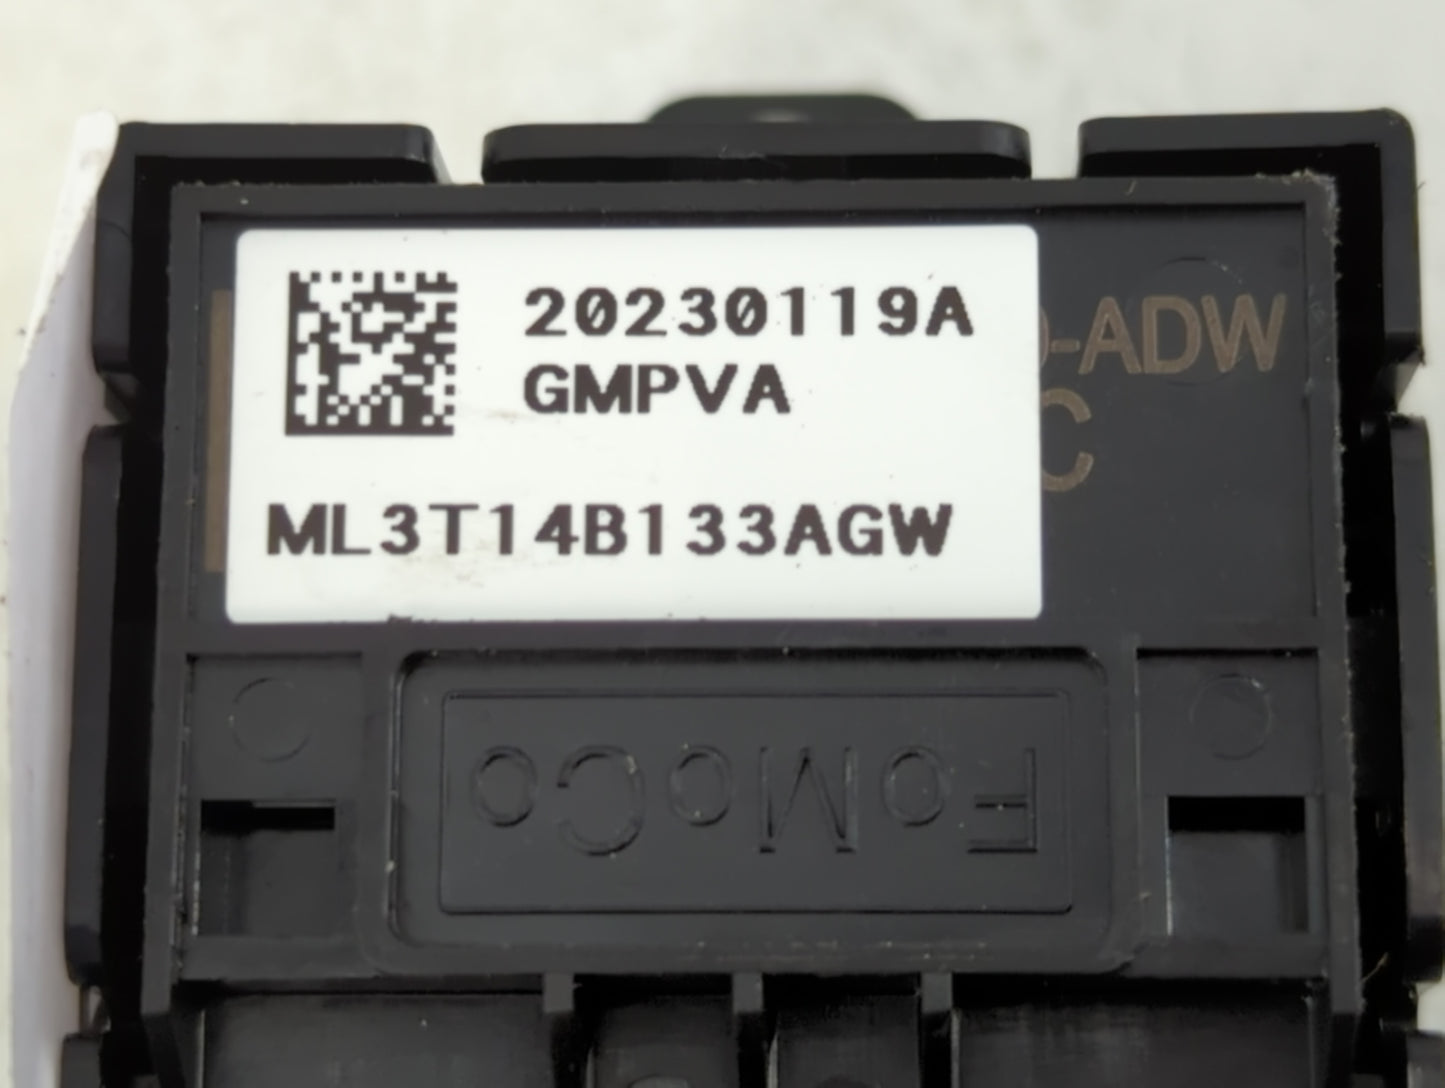 20230119A
GMPVA
ML3T14B133AGW
-ADW
C
FoMoCo